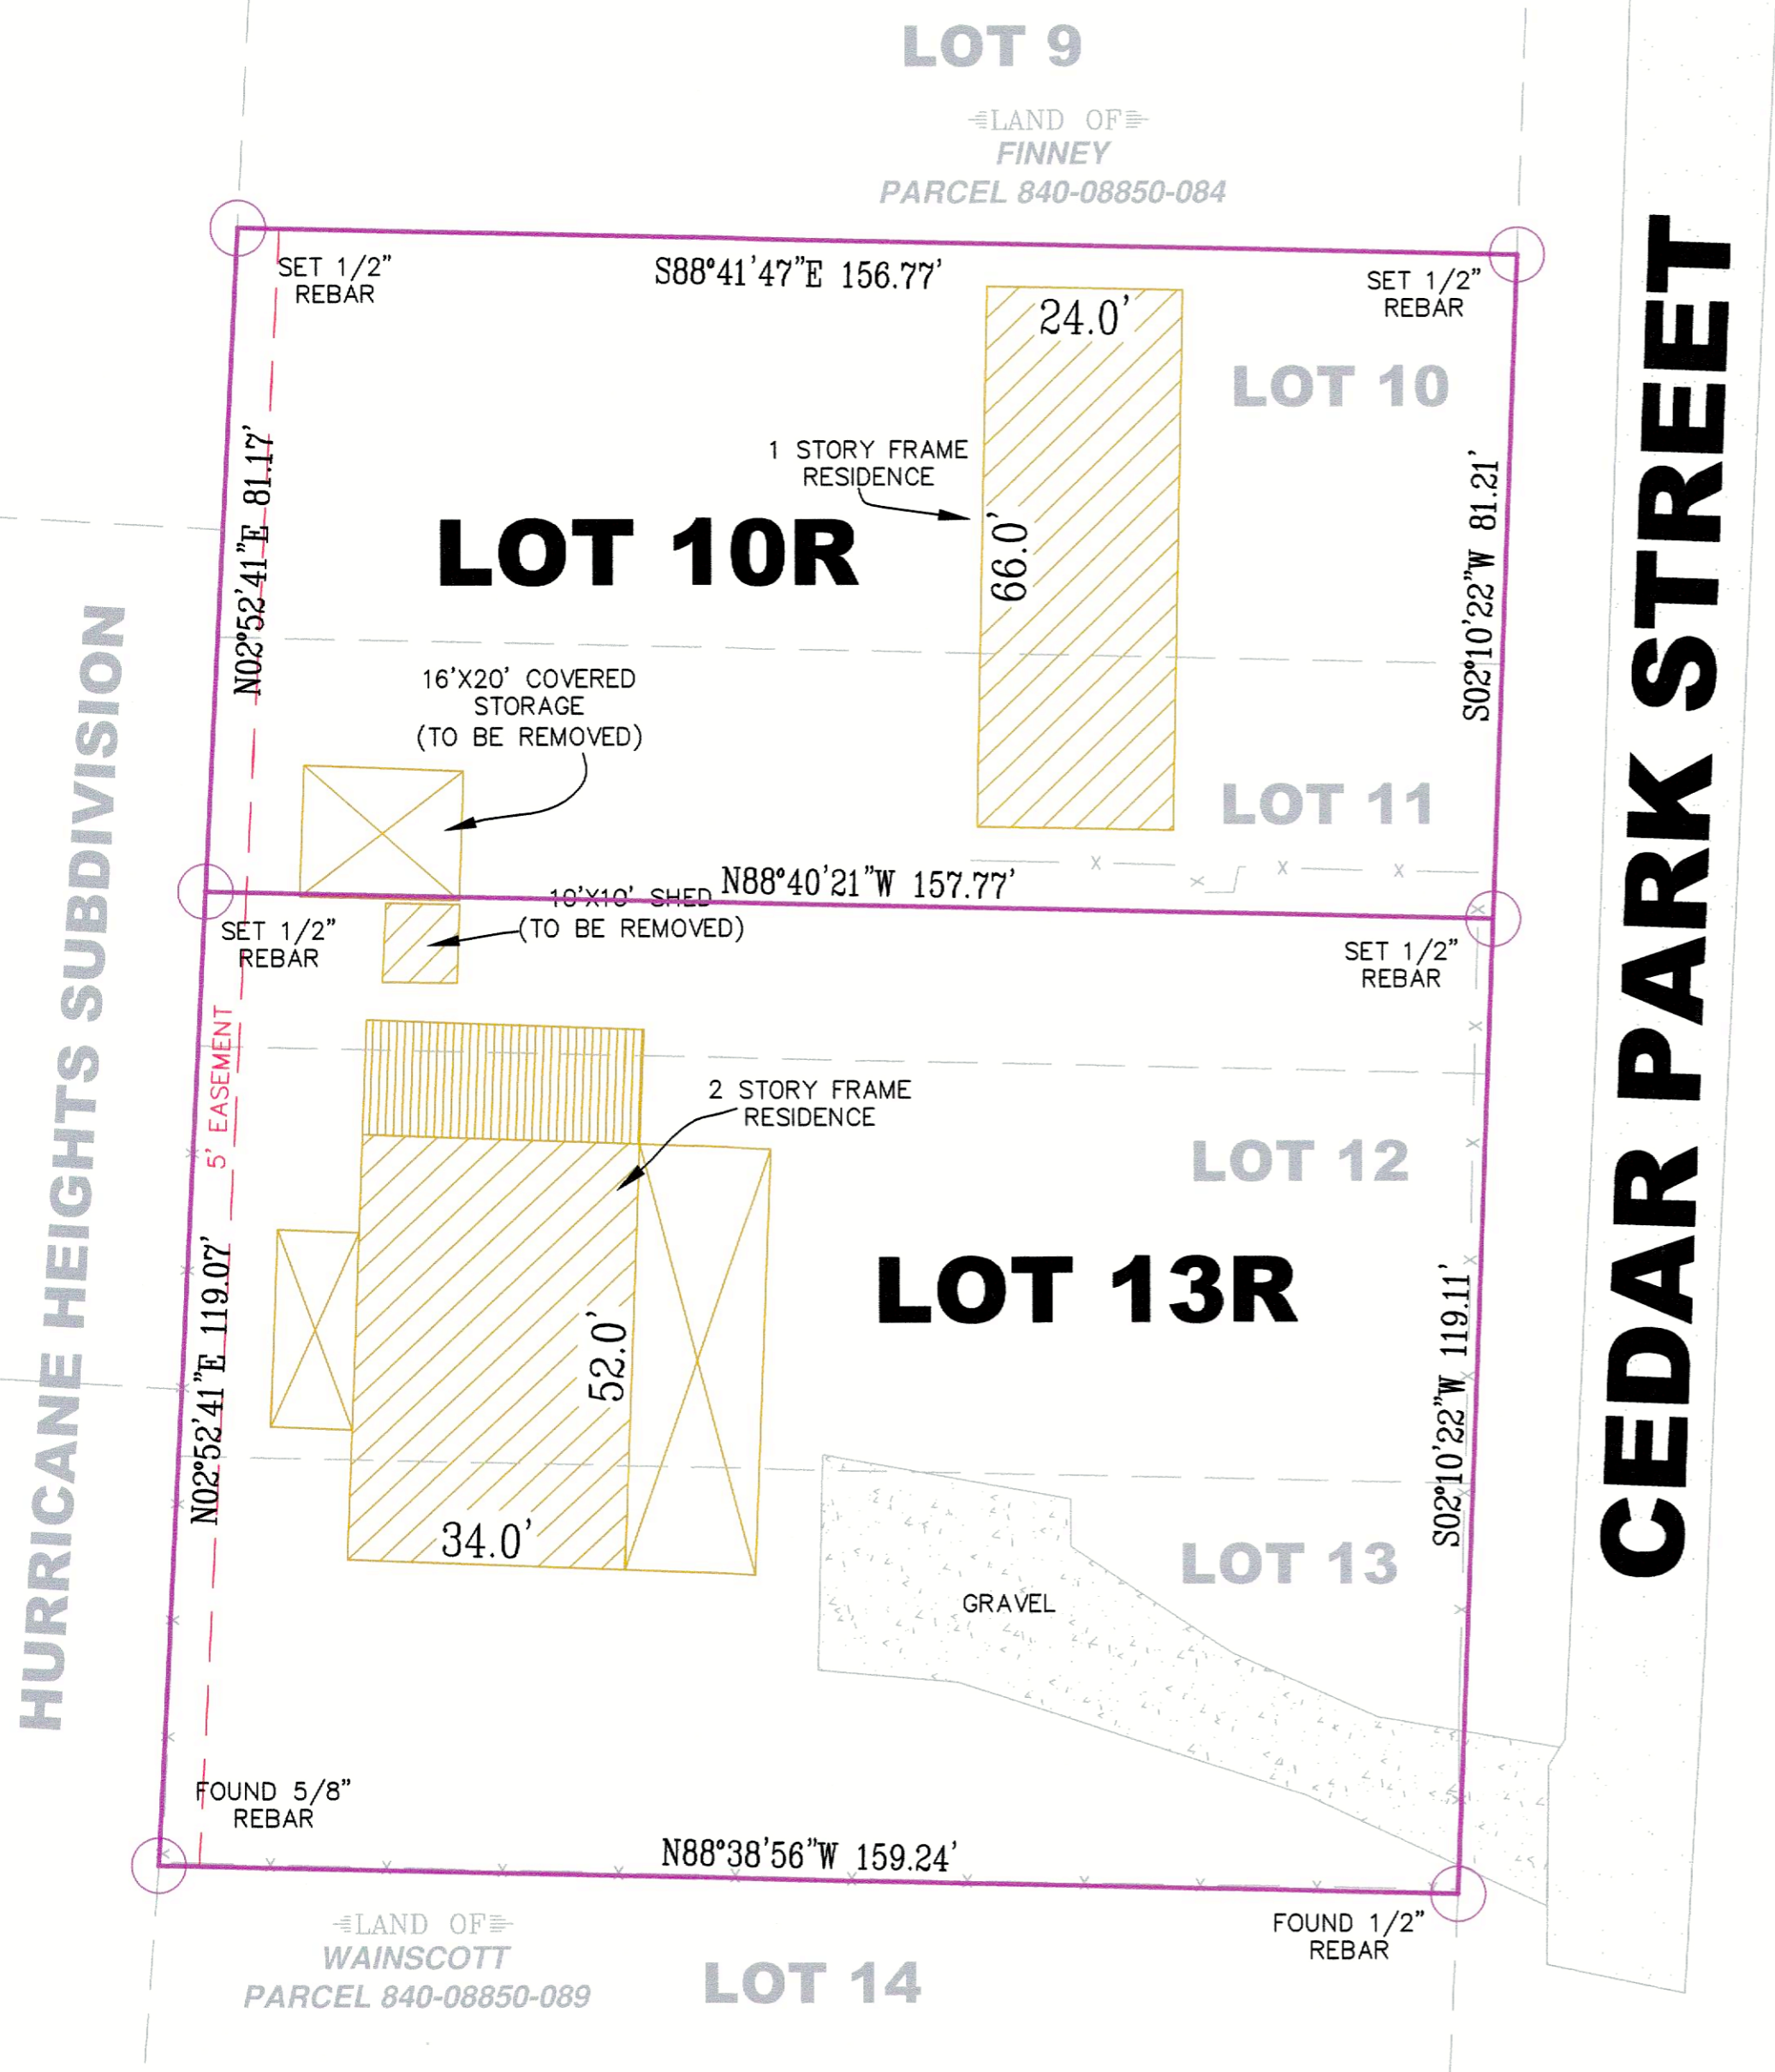 LOT 9
LAND OF
FINNEY
PARCEL 840-08850-084
SET 1/2"
REBAR
S88°41'47"E 156.77'
SET 1/2"
REBAR
24.0'
LOT 10
1 STORY FRAME
RESIDENCE
66.0'
N02°52'41"E 81.17'
LOT 10R
S02°10'22"W 81.21'
CEDAR PARK STREET
HURRICANE HEIGHTS SUBDIVISION
16'X20' COVERED
STORAGE
(TO BE REMOVED)
LOT 11
N88°40'21"W 157.77'
10'X10' SHED
(TO BE REMOVED)
SET 1/2"
REBAR
SET 1/2"
REBAR
5' EASEMENT
2 STORY FRAME
RESIDENCE
LOT 12
N02°52'41"E 119.07'
LOT 13R
52.0'
S02°10'22"W 119.11'
34.0'
LOT 13
GRAVEL
FOUND 5/8"
REBAR
N88°38'56"W 159.24'
LAND OF
WAINSCOTT
PARCEL 840-08850-089
LOT 14
FOUND 1/2"
REBAR